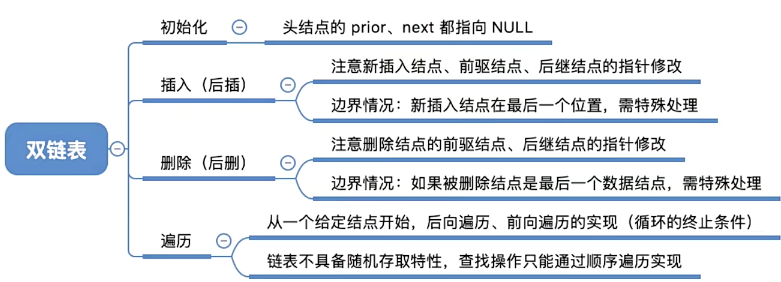 双链表
初始化
头结点的 prior、next 都指向 NULL
插入（后插）
注意新插入结点、前驱结点、后继结点的指针修改
边界情况：新插入结点在最后一个位置，需特殊处理
删除（后删）
注意删除结点的前驱结点、后继结点的指针修改
边界情况：如果被删除结点是最后一个数据结点，需特殊处理
遍历
从一个给定结点开始，后向遍历、前向遍历的实现（循环的终止条件）
链表不具备随机存取特性，查找操作只能通过顺序遍历实现